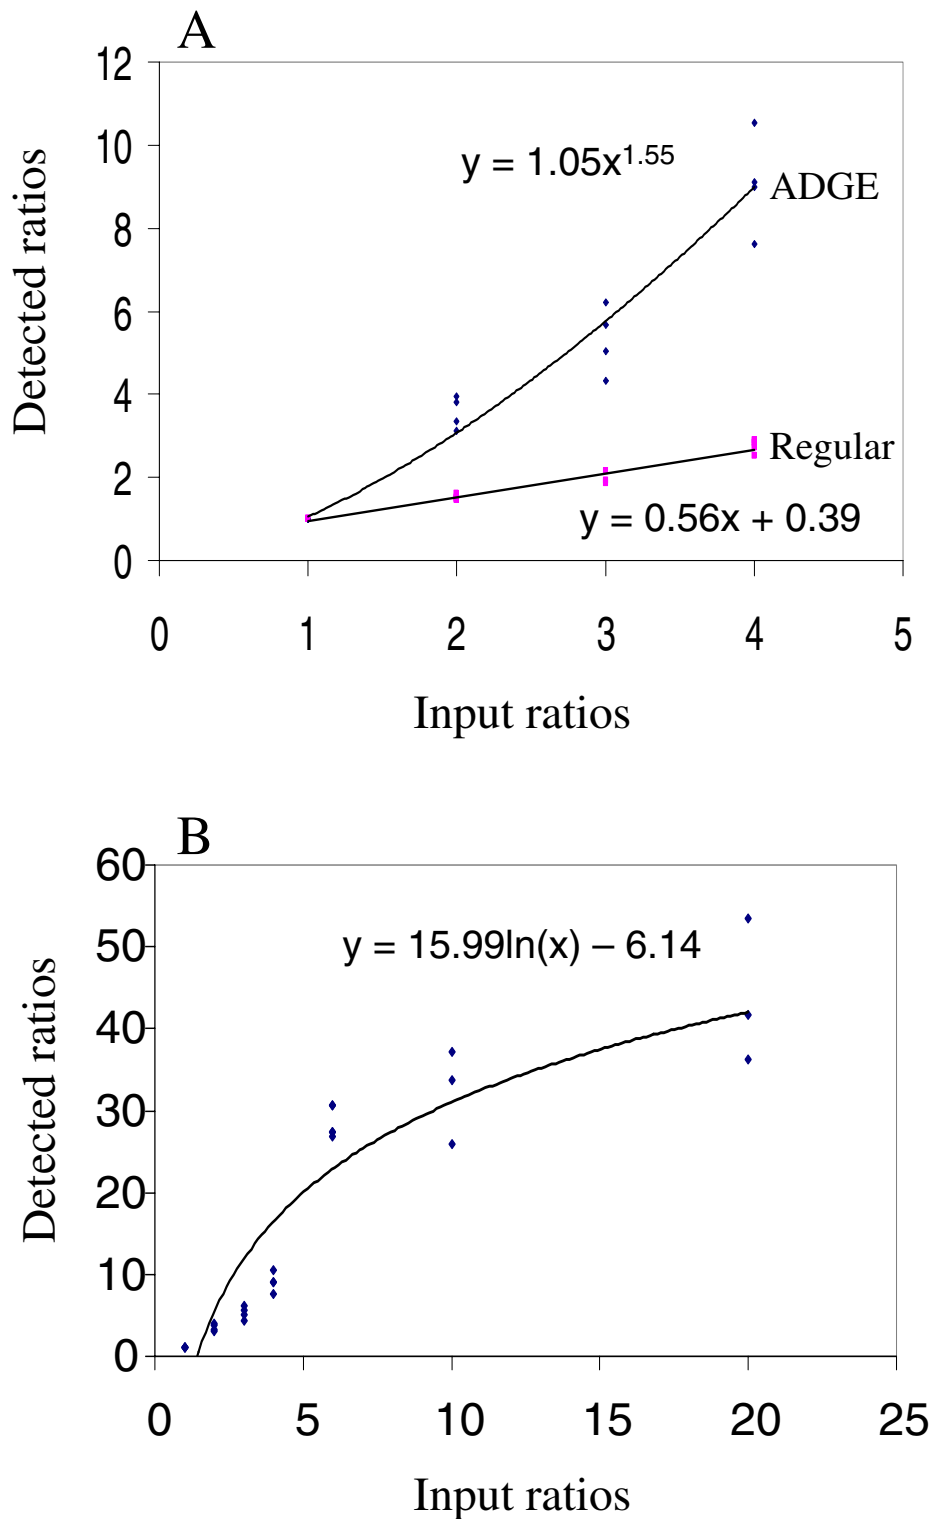 A
12
10
8
6
4
2
0
Detected ratios
y = 1.05x^1.55
ADGE
Regular
y = 0.56x + 0.39
0 1 2 3 4 5
Input ratios
B
60
50
40
30
20
10
0
Detected ratios
y = 15.99ln(x) – 6.14
0 5 10 15 20 25
Input ratios